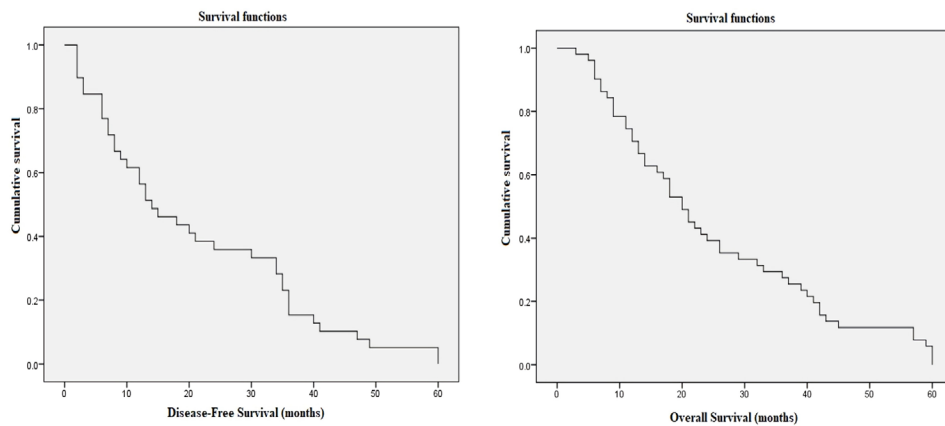 Survival functions
Cumulative survival
1.0
0.8
0.6
0.4
0.2
0.0
0 10 20 30 40 50 60
Disease-Free Survival (months)
Survival functions
Cumulative survival
1.0
0.8
0.6
0.4
0.2
0.0
0 10 20 30 40 50 60
Overall Survival (months)